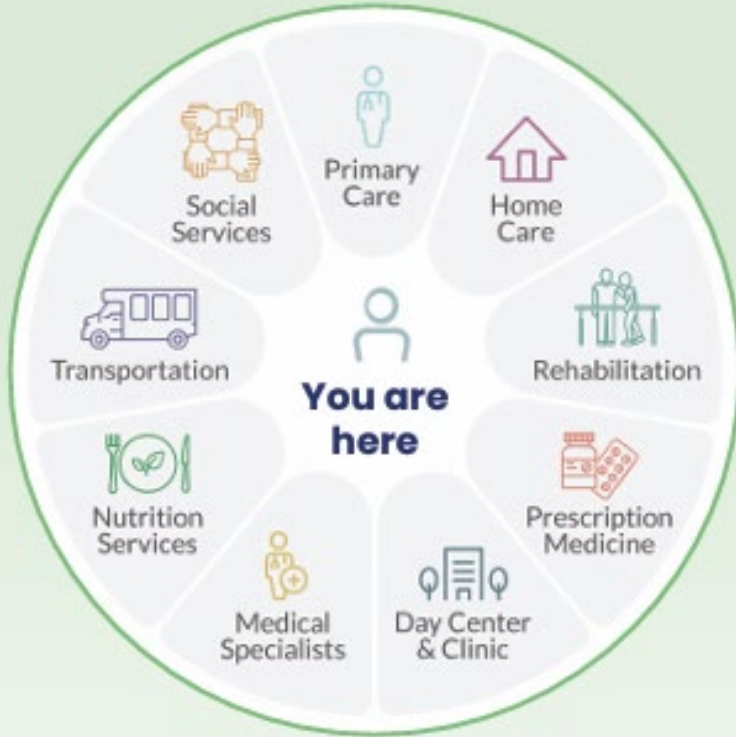 Primary
Care
Home
Care
Rehabilitation
Prescription
Medicine
Day Center
& Clinic
Medical
Specialists
Nutrition
Services
Transportation
Social
Services
You are
here